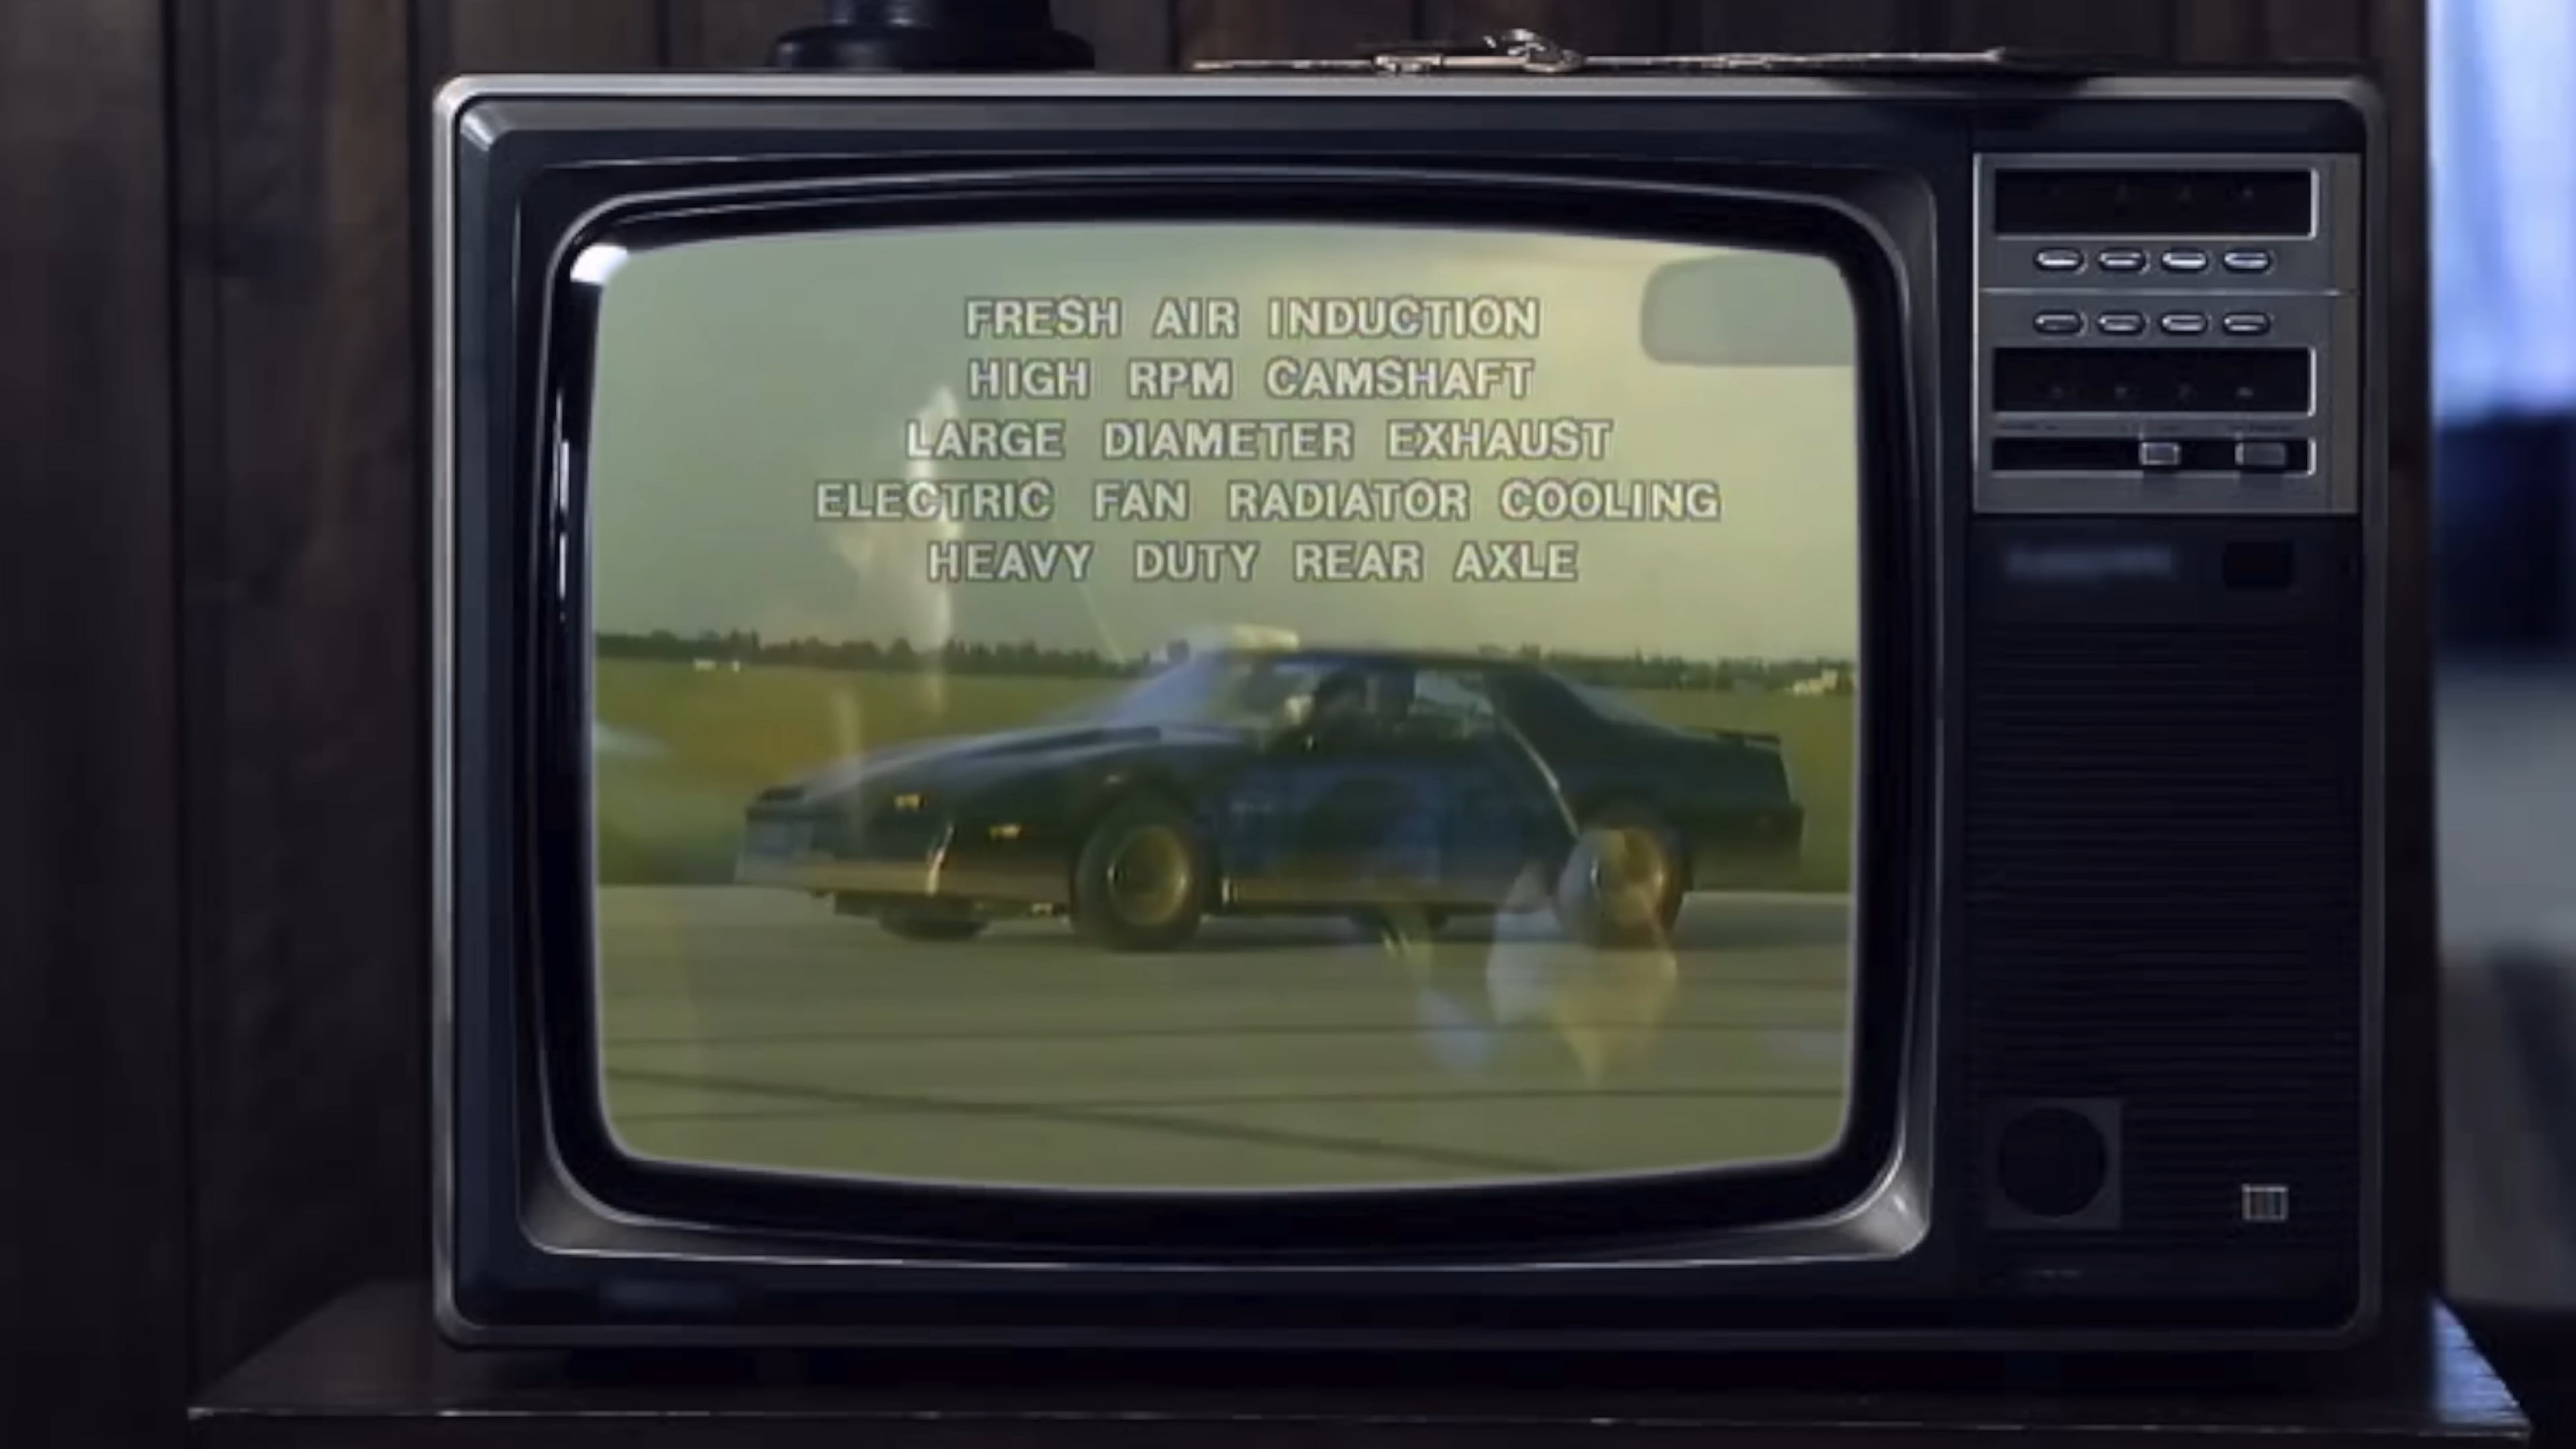 FRESH AIR INDUCTION
HIGH RPM CAMSHAFT
LARGE DIAMETER EXHAUST
ELECTRIC FAN RADIATOR COOLING
HEAVY DUTY REAR AXLE